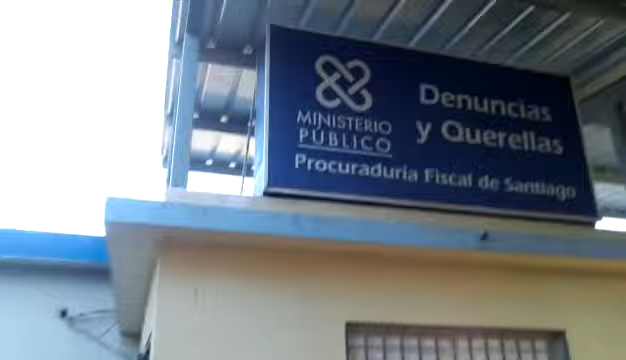 MINISTERIO
PÚBLICO
Denuncias
y Querellas
Procuraduría Fiscal de Santiago